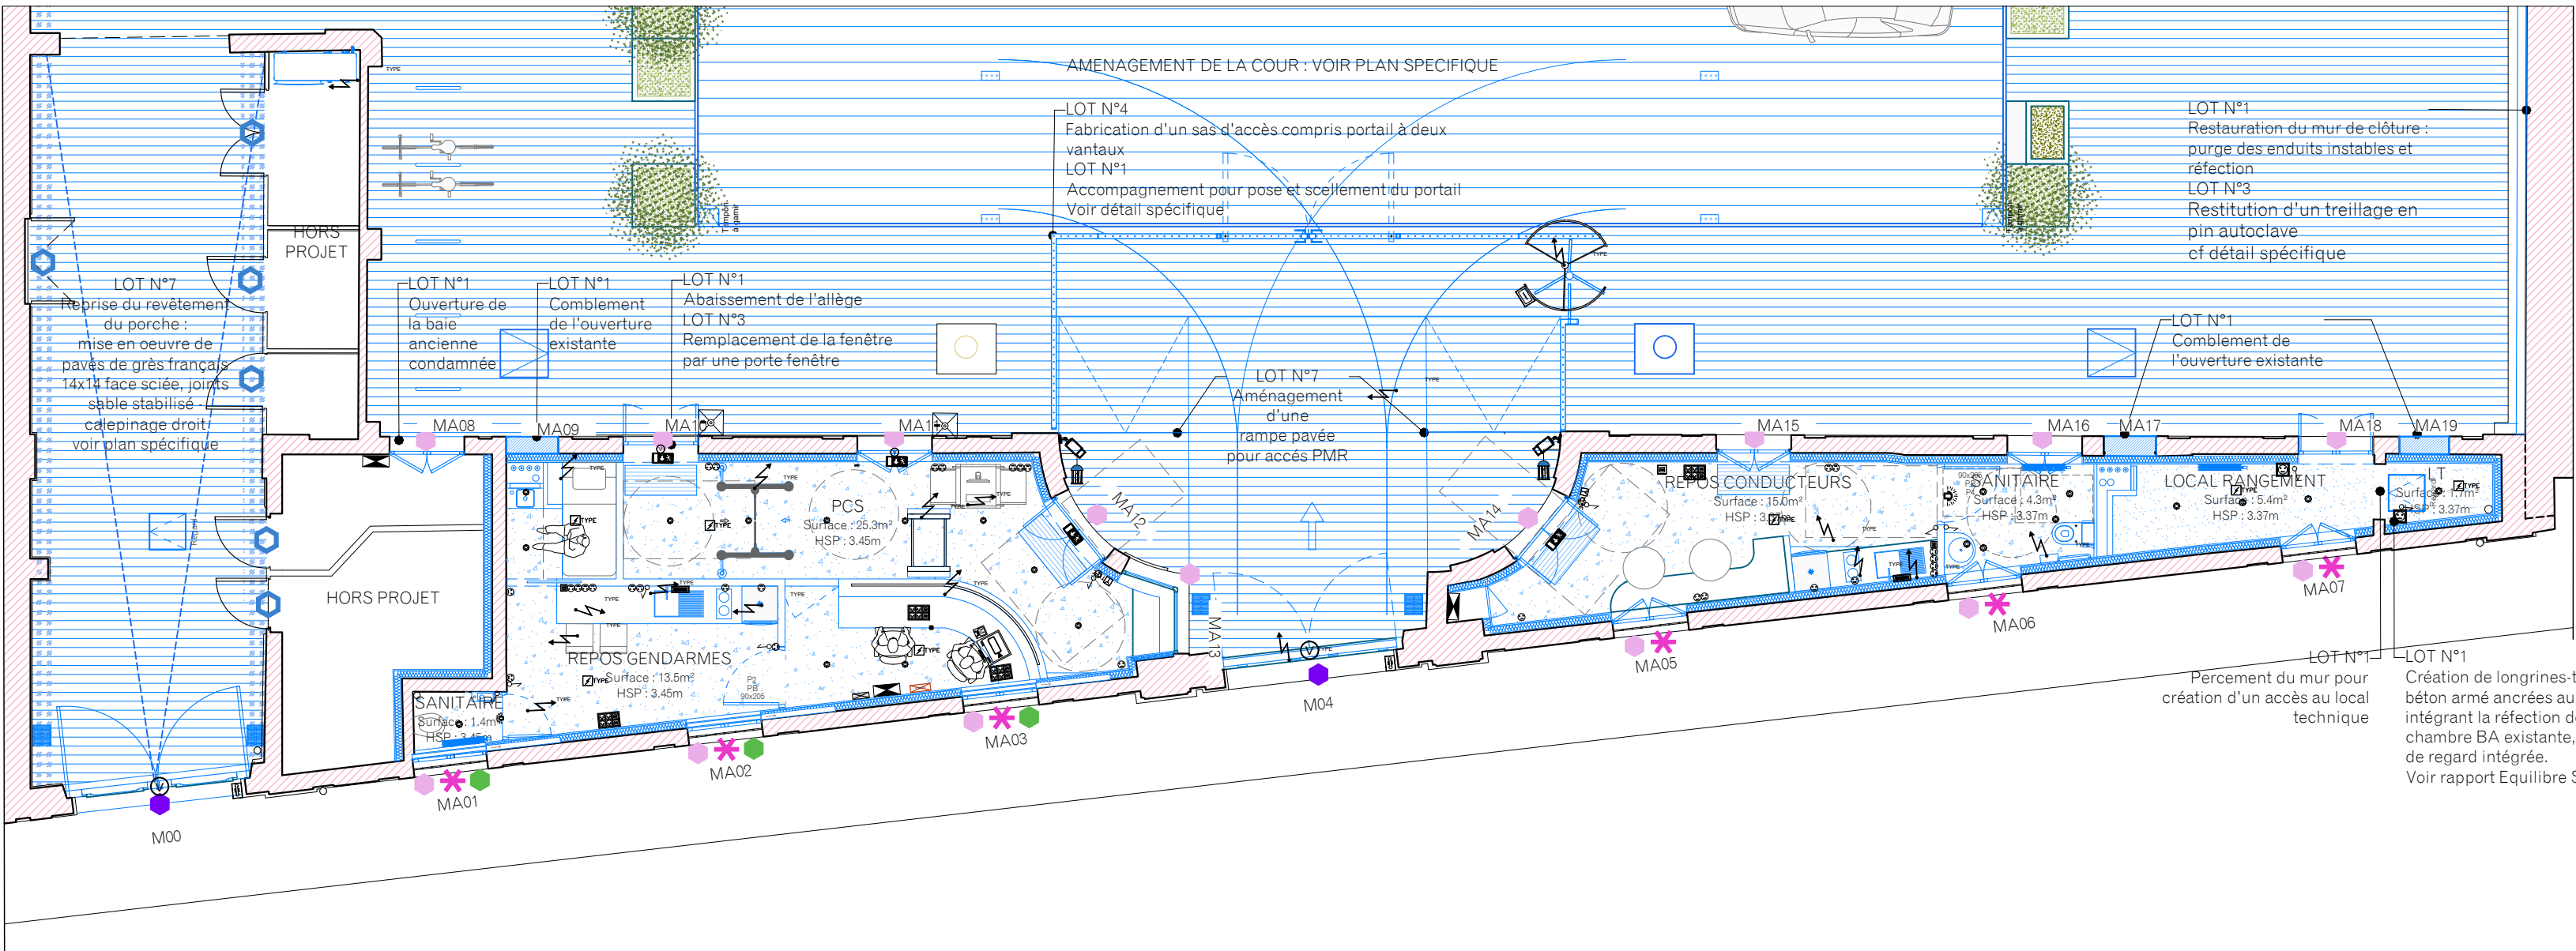 AMENAGEMENT DE LA COUR : VOIR PLAN SPECIFIQUE
TYPE
LOT N°4
Fabrication d'un sas d'accès compris portail à deux
vantaux
LOT N°1
Accompagnement pour pose et scellement du portail
Voir détail spécifique
LOT N°1
Restauration du mur de clôture :
purge des enduits instables et
réfection
LOT N°3
Restitution d'un treillage en
pin autoclave
cf détail spécifique
HORS
PROJET
LOT N°7
Reprise du revêtement
du porche :
mise en oeuvre de
pavés de grès français
14x14 face sciée, joints
sable stabilisé -
calepinage droit
voir plan spécifique
LOT N°1
Ouverture de
la baie
ancienne
condamnée
LOT N°1
Comblement
de l'ouverture
existante
LOT N°1
Abaissement de l'allège
LOT N°3
Remplacement de la fenêtre
par une porte fenêtre
LOT N°7
Aménagement
d'une
rampe pavée
pour accés PMR
LOT N°1
Comblement de
l'ouverture existante
MA08
MA09
MA10
MA11
MA15
MA16
MA17
MA18
MA19
MA12
MA14
MA13
PCS
Surface : 25.3m²
HSP : 3.45m
REPOS CONDUCTEURS
Surface : 15.0m²
SANITAIRE
Surface : 4.3m²
HSP : 3.37m
LOCAL RANGEMENT
Surface : 5.4m²
HSP : 3.37m
LT
Surface : 1.7m²
HSP : 3.37m
HORS PROJET
REPOS GENDARMES
Surface : 13.5m²
HSP : 3.45m
P2
PB
90x205
SANITAIRE
Surface : 1.4m²
HSP : 3.45m
MA07
MA06
MA05
M04
MA03
MA02
MA01
M00
LOT N°1
Percement du mur pour
création d'un accès au local
technique
LOT N°1
Création de longrines-t
béton armé ancrées au
intégrant la réfection d
chambre BA existante,
de regard intégrée.
Voir rapport Equilibre S